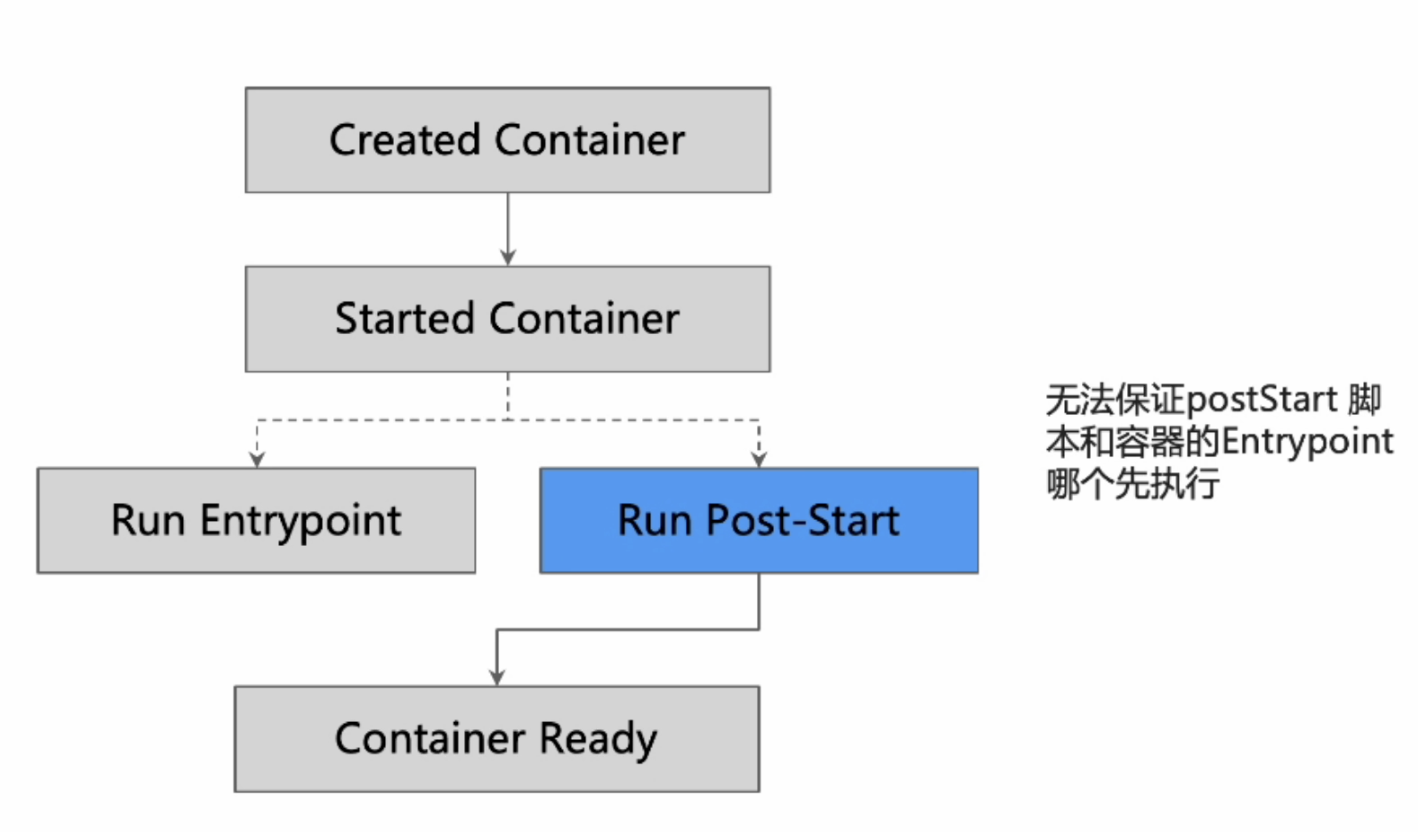 Created Container
Started Container
无法保证postStart 脚
本和容器的Entrypoint
哪个先执行
Run Entrypoint
Run Post-Start
Container Ready